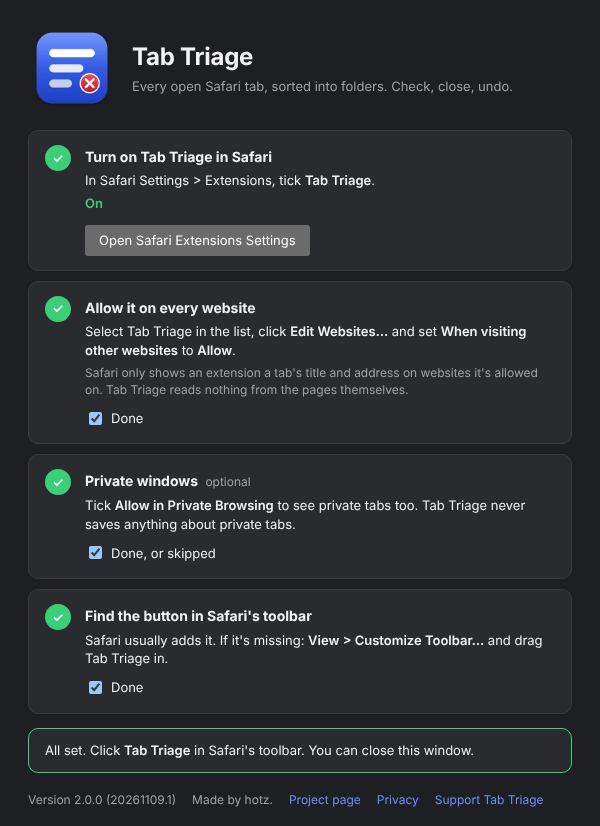 Tab Triage
Every open Safari tab, sorted into folders. Check, close, undo.
Turn on Tab Triage in Safari
In Safari Settings > Extensions, tick Tab Triage.
On
Open Safari Extensions Settings
Allow it on every website
Select Tab Triage in the list, click Edit Websites... and set When visiting
other websites to Allow.
Safari only shows an extension a tab's title and address on websites it's allowed
on. Tab Triage reads nothing from the pages themselves.
Done
Private windows optional
Tick Allow in Private Browsing to see private tabs too. Tab Triage never
saves anything about private tabs.
Done, or skipped
Find the button in Safari's toolbar
Safari usually adds it. If it's missing: View > Customize Toolbar... and drag
Tab Triage in.
Done
All set. Click Tab Triage in Safari's toolbar. You can close this window.
Version 2.0.0 (20261109.1) Made by hotz. Project page Privacy Support Tab Triage